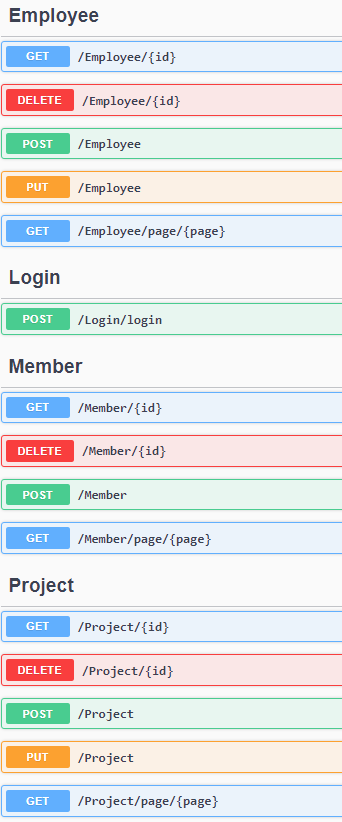 Employee
GET /Employee/{id}
DELETE /Employee/{id}
POST /Employee
PUT /Employee
GET /Employee/page/{page}
Login
POST /Login/login
Member
GET /Member/{id}
DELETE /Member/{id}
POST /Member
GET /Member/page/{page}
Project
GET /Project/{id}
DELETE /Project/{id}
POST /Project
PUT /Project
GET /Project/page/{page}